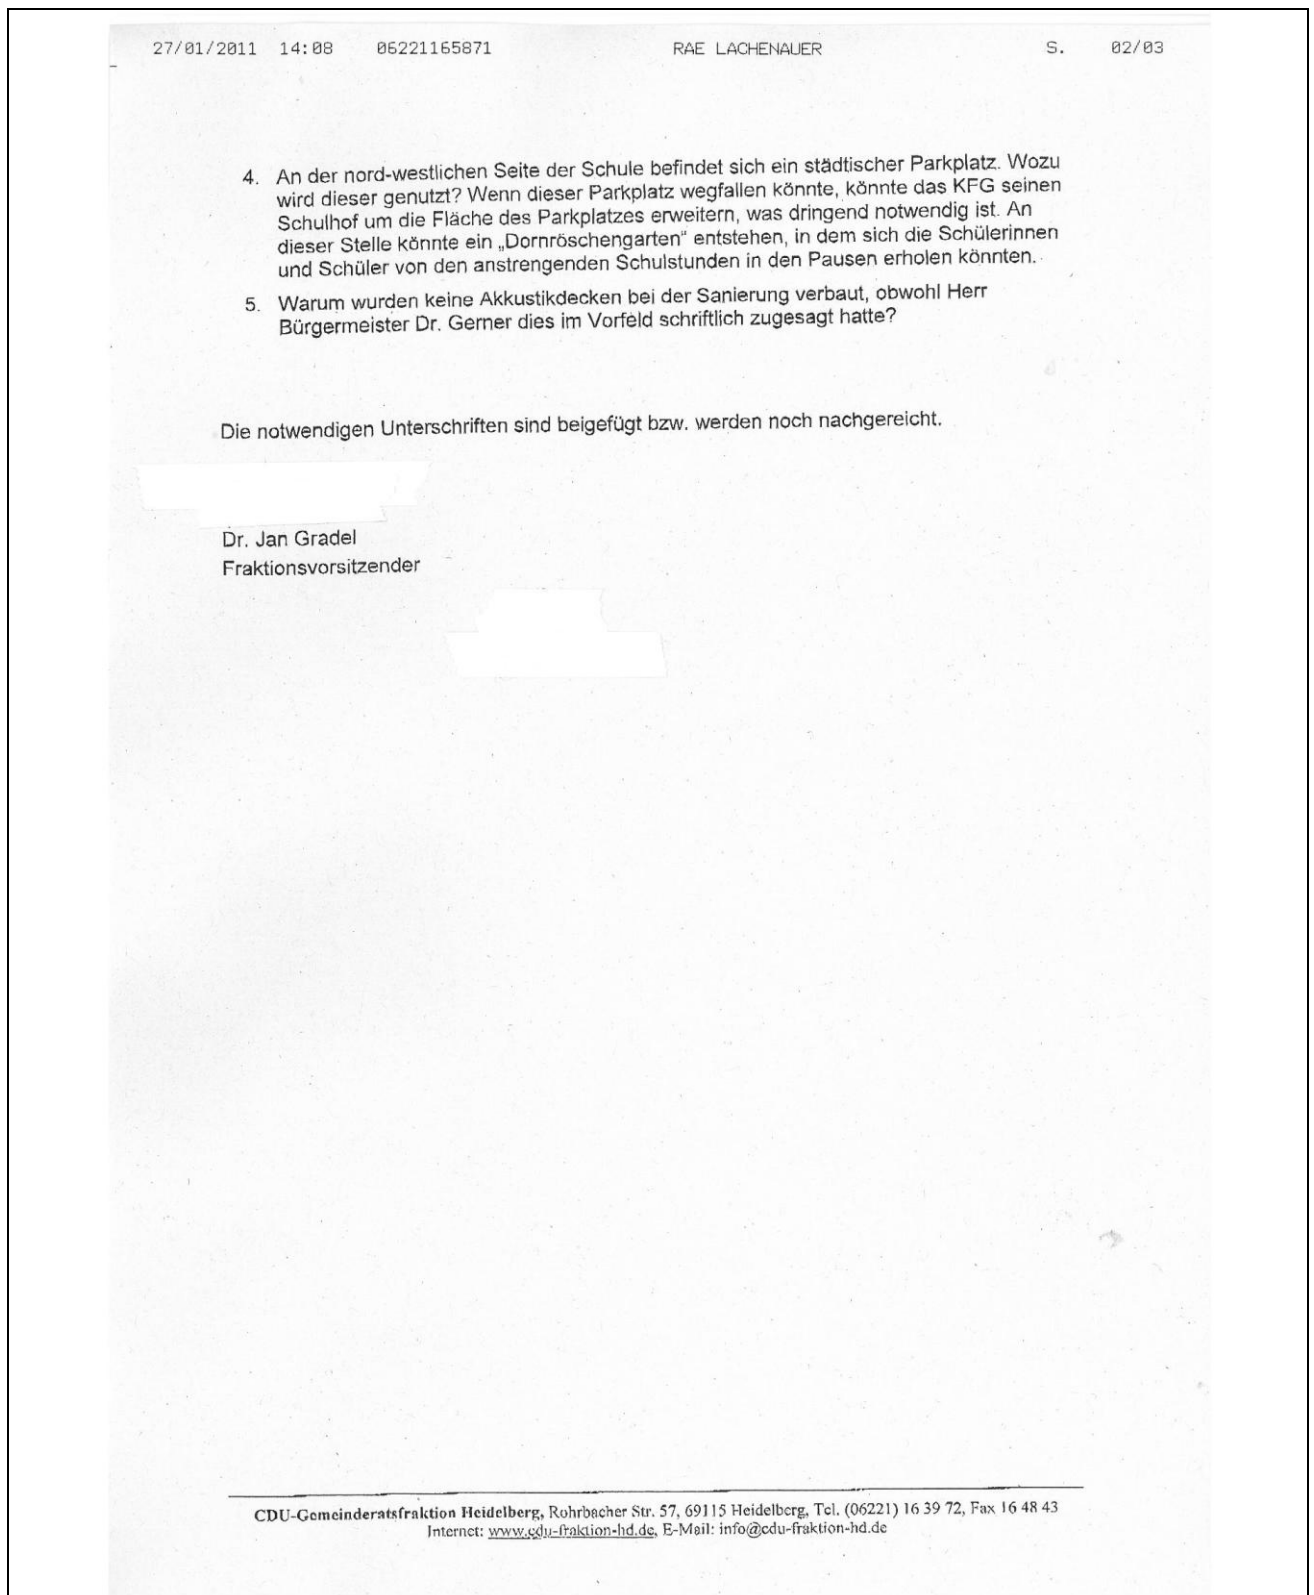 27/01/2011 14:08 06221165871 RAE LACHENAUER S. 02/03
4. An der nord-westlichen Seite der Schule befindet sich ein städtischer Parkplatz. Wozu
wird dieser genutzt? Wenn dieser Parkplatz wegfallen könnte, könnte das KFG seinen
Schulhof um die Fläche des Parkplatzes erweitern, was dringend notwendig ist. An
dieser Stelle könnte ein „Dornröschengarten" entstehen, in dem sich die Schülerinnen
und Schüler von den anstrengenden Schulstunden in den Pausen erholen könnten.
5. Warum wurden keine Akkustikdecken bei der Sanierung verbaut, obwohl Herr
Bürgermeister Dr. Gerner dies im Vorfeld schriftlich zugesagt hatte?
Die notwendigen Unterschriften sind beigefügt bzw. werden noch nachgereicht.
Dr. Jan Gradel
Fraktionsvorsitzender
CDU-Gemeinderatsfraktion Heidelberg, Rohrbacher Str. 57, 69115 Heidelberg, Tel. (06221) 16 39 72, Fax 16 48 43
Internet: www.cdu-fraktion-hd.de, E-Mail: info@cdu-fraktion-hd.de